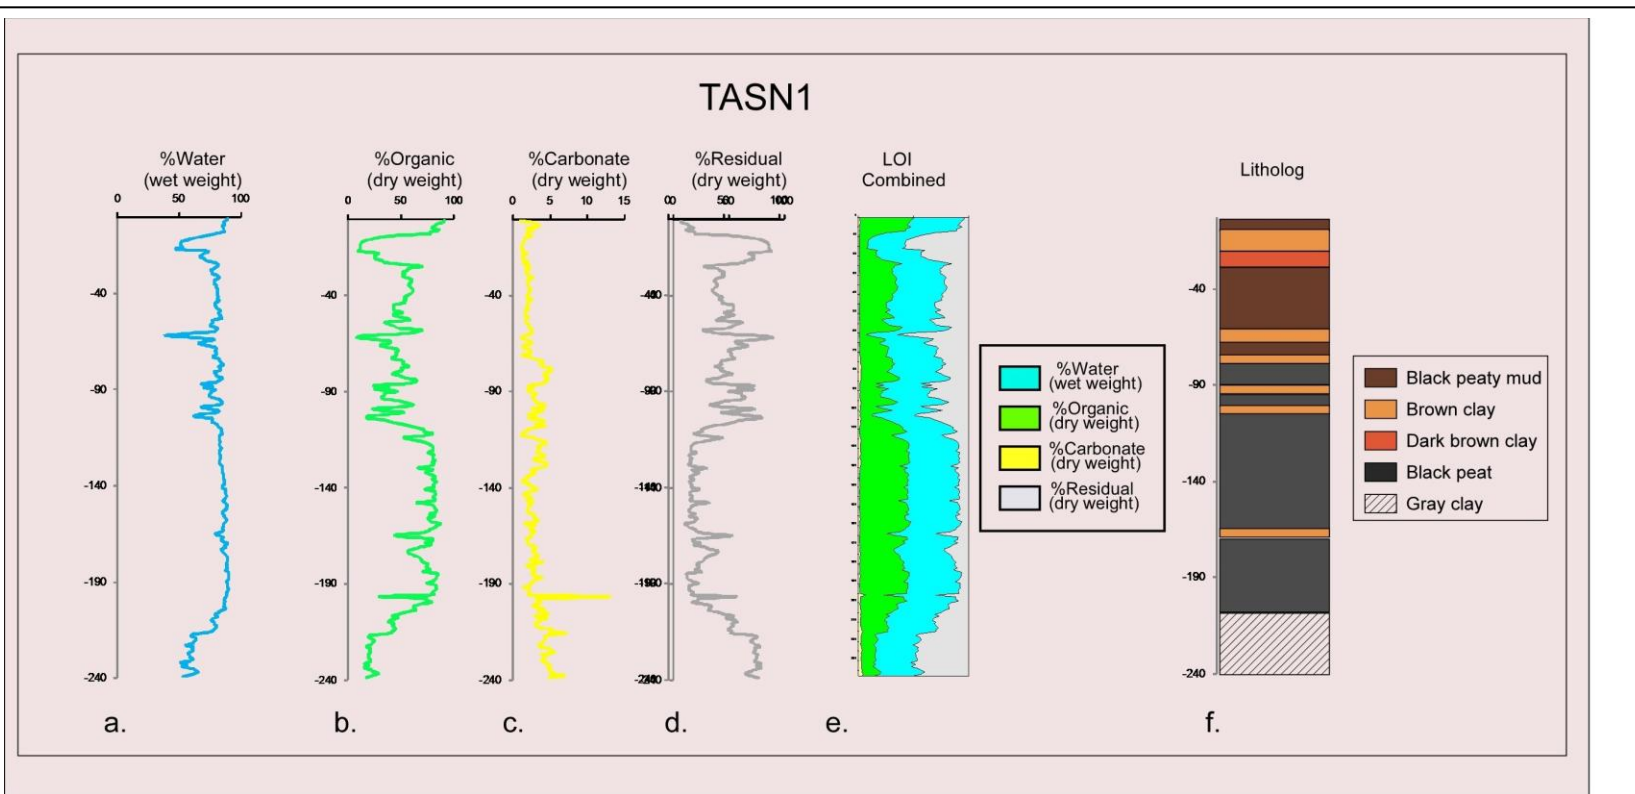 TASN1
%Water
(wet weight)
%Organic
(dry weight)
%Carbonate
(dry weight)
%Residual
(dry weight)
LOI
Combined
Litholog
0 50 100
0 50 100
0 5 10 15
-40
-90
-140
-190
-240
-40
-90
-140
-190
-240
-40
-90
-140
-190
-240
-40
-90
-140
-190
-240
%Water
(wet weight)
%Organic
(dry weight)
%Carbonate
(dry weight)
%Residual
(dry weight)
Black peaty mud
Brown clay
Dark brown clay
Black peat
Gray clay
a.
b.
c.
d.
e.
f.